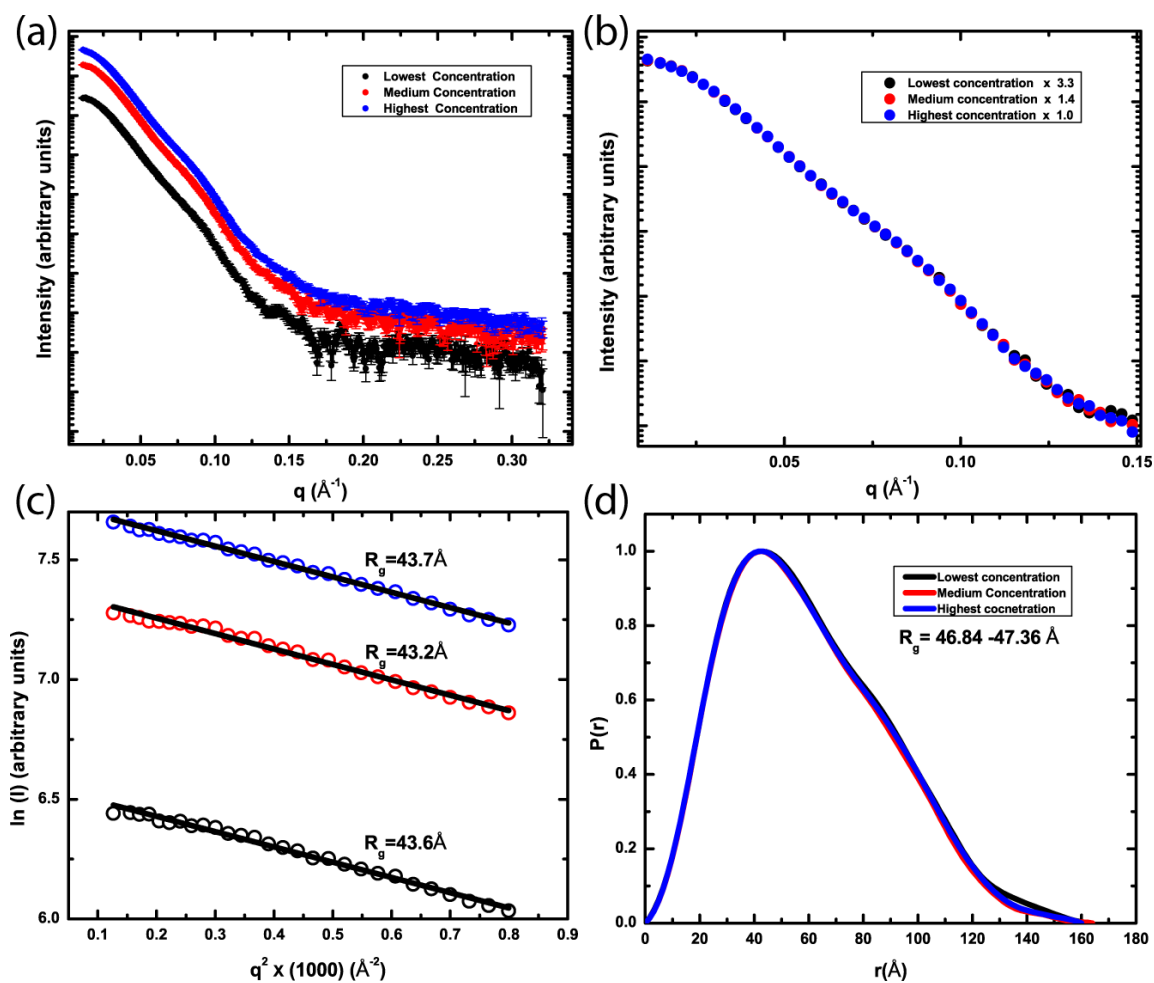 (a)
Lowest Concentration
Medium Concentration
Highest Concentration
Intensity (arbitrary units)
0.05 0.10 0.15 0.20 0.25 0.30
q (Å⁻¹)
(b)
Lowest concentration x 3.3
Medium concentration x 1.4
Highest concentration x 1.0
Intensity (arbitrary units)
0.05 0.10 0.15
q (Å⁻¹)
(c)
7.5
7.0
6.5
6.0
ln (I) (arbitrary units)
Rg=43.7Å
Rg=43.2Å
Rg=43.6Å
0.1 0.2 0.3 0.4 0.5 0.6 0.7 0.8 0.9
q² x (1000) (Å⁻²)
(d)
1.0
0.8
0.6
0.4
0.2
0.0
P(r)
Lowest concentration
Medium Concentration
Highest cocnetration
Rg= 46.84 -47.36 Å
0 20 40 60 80 100 120 140 160 180
r(Å)